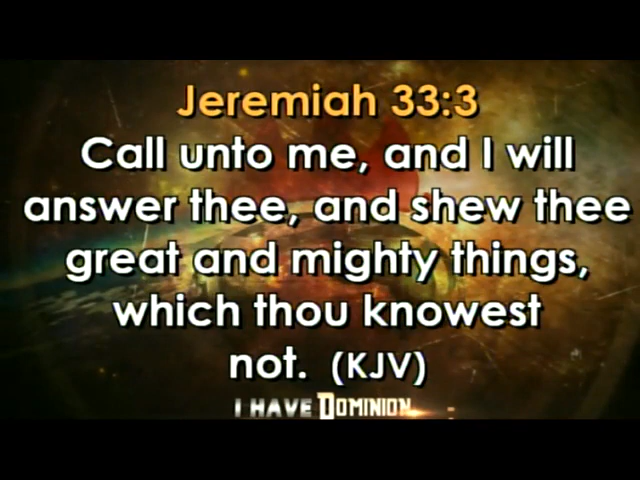 Jeremiah 33:3
Call unto me, and I will
answer thee, and shew thee
great and mighty things,
which thou knowest
not. (KJV)
I HAVE DOMINION